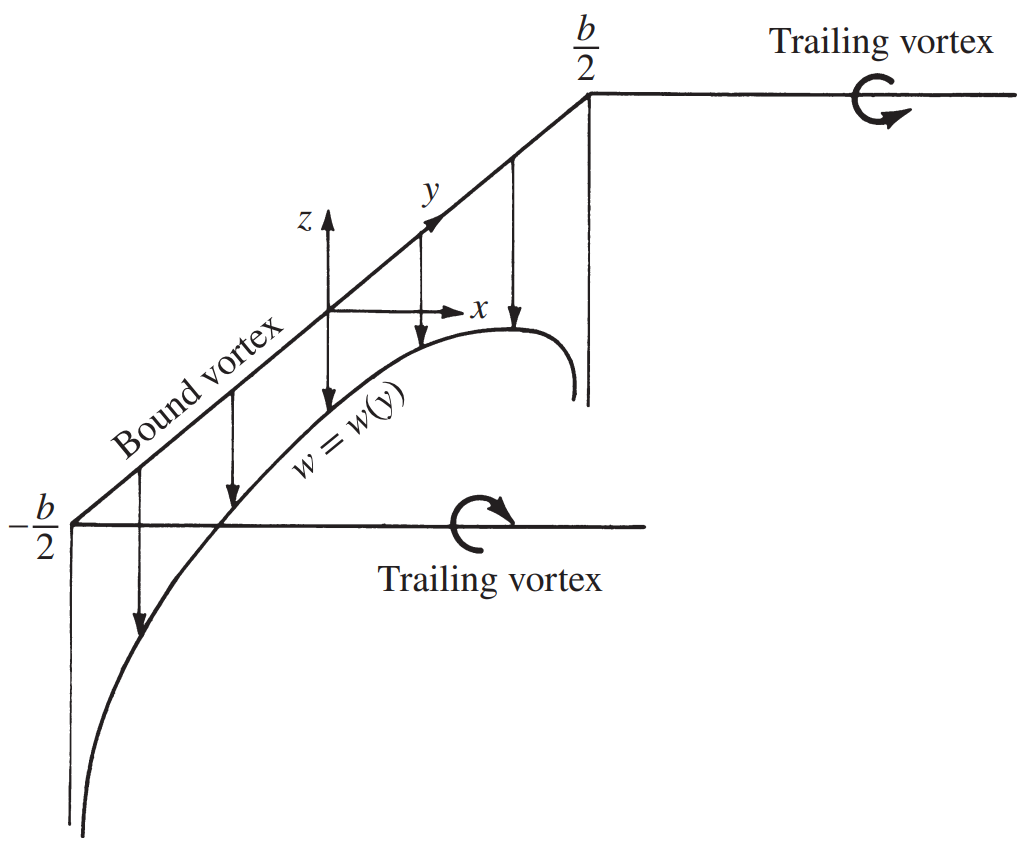 b
2
Trailing vortex
y
z
x
Bound vortex
w = w(y)
− b
2
Trailing vortex